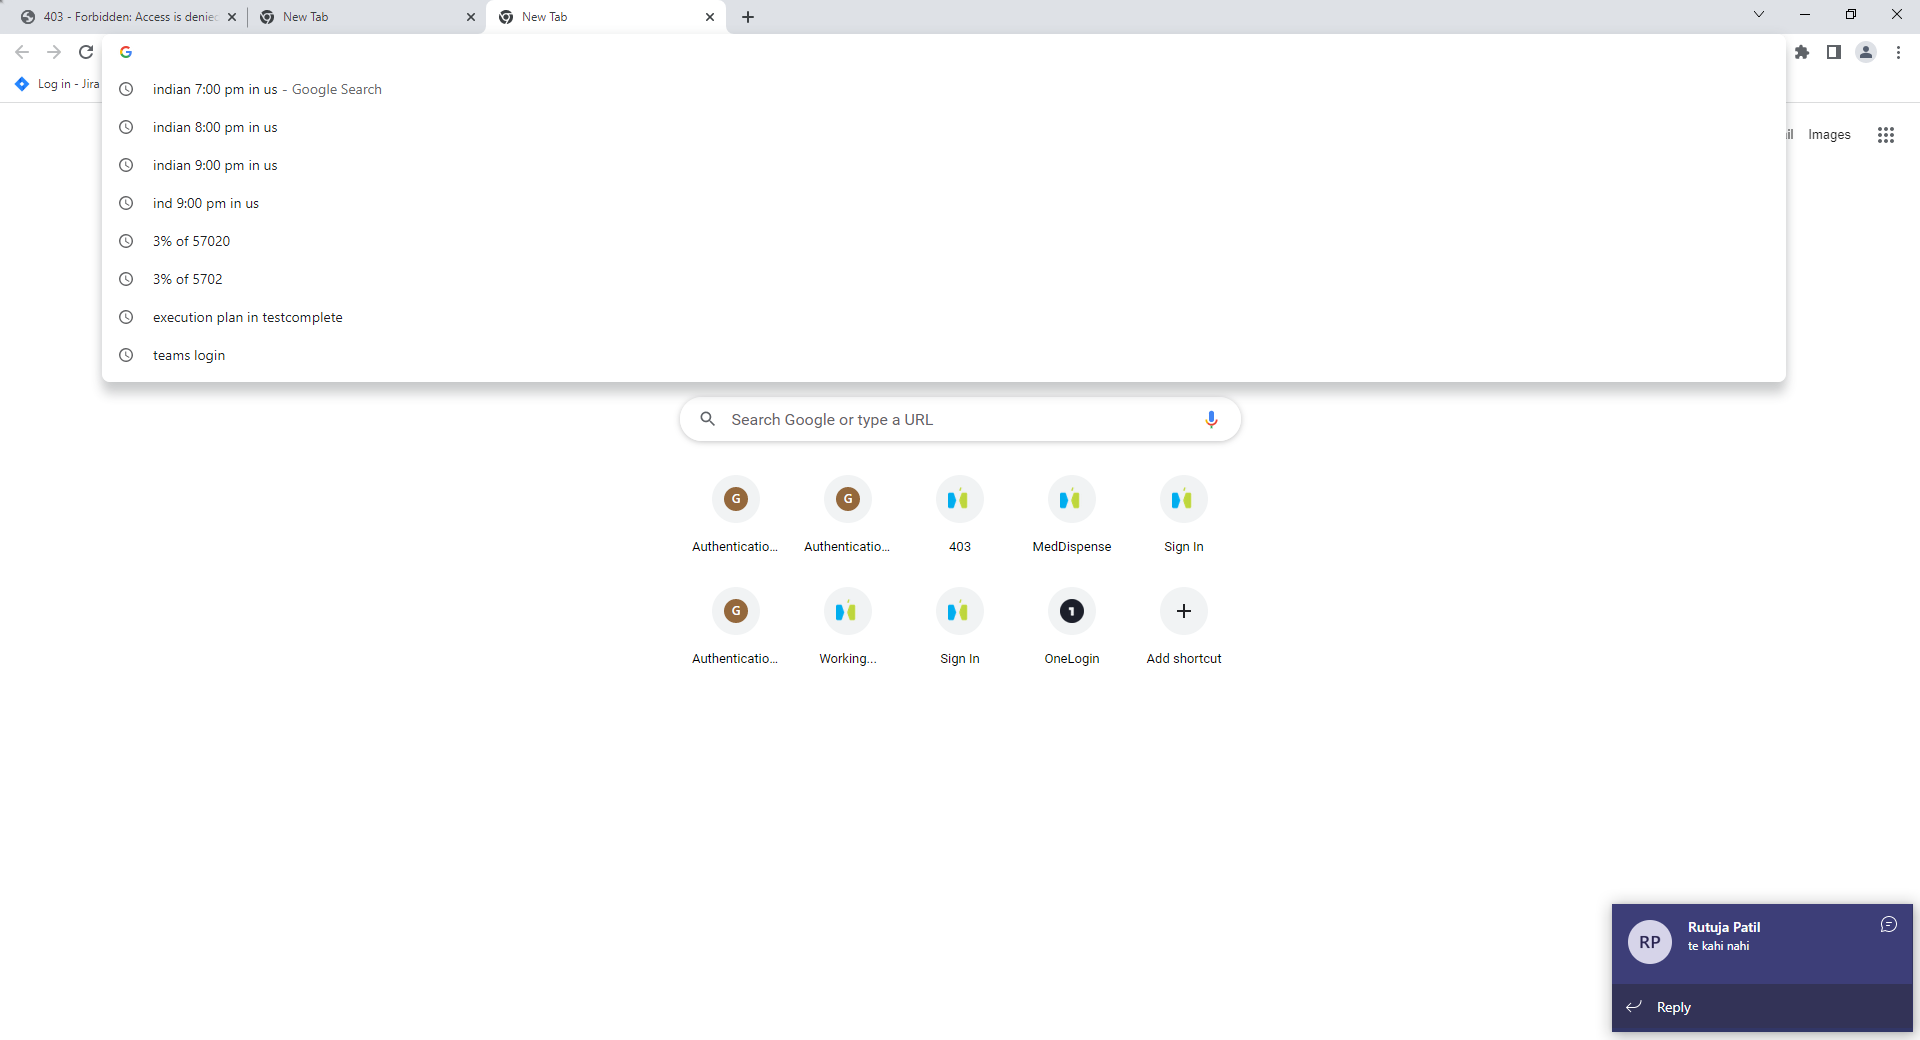 403 - Forbidden: Access is denied
New Tab
New Tab
Log in - Jira
indian 7:00 pm in us - Google Search
indian 8:00 pm in us
indian 9:00 pm in us
ind 9:00 pm in us
3% of 57020
3% of 5702
execution plan in testcomplete
teams login
il Images
Search Google or type a URL
G G
Authenticatio... Authenticatio... 403 MedDispense Sign In
G 1
Authenticatio... Working... Sign In OneLogin Add shortcut
RP
Rutuja Patil
te kahi nahi
Reply